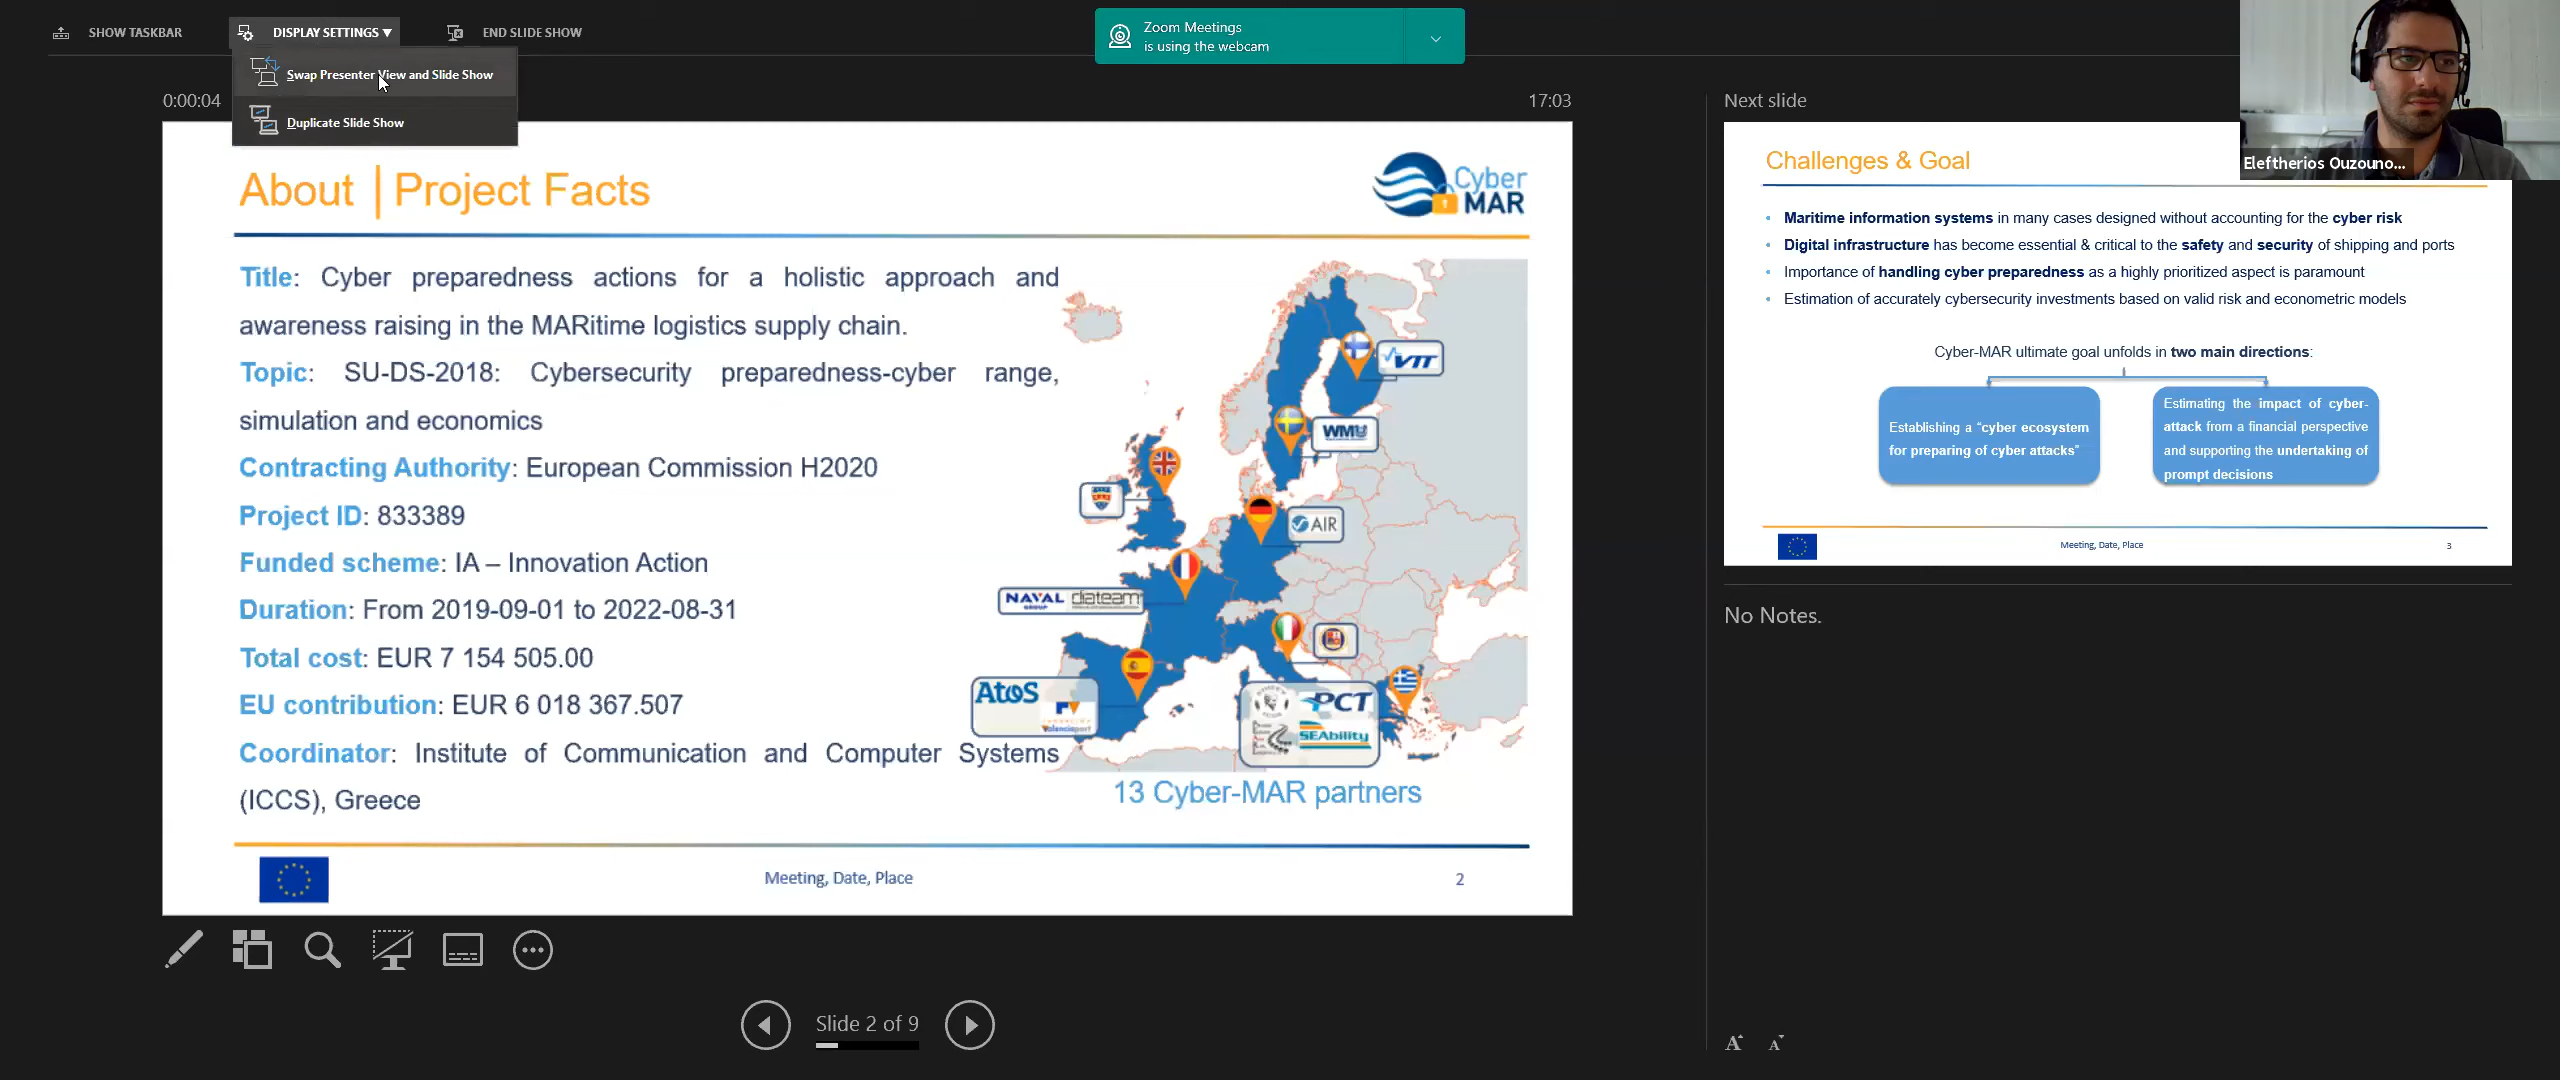 SHOW TASKBAR
DISPLAY SETTINGS ▼
END SLIDE SHOW
Swap Presenter View and Slide Show
Duplicate Slide Show
Zoom Meetings
is using the webcam
0:00:04
17:03
About | Project Facts
Cyber
MAR
Title: Cyber preparedness actions for a holistic approach and
awareness raising in the MARitime logistics supply chain.
Topic: SU-DS-2018: Cybersecurity preparedness-cyber range,
simulation and economics
Contracting Authority: European Commission H2020
Project ID: 833389
Funded scheme: IA – Innovation Action
Duration: From 2019-09-01 to 2022-08-31
Total cost: EUR 7 154 505.00
EU contribution: EUR 6 018 367.507
Coordinator: Institute of Communication and Computer Systems
(ICCS), Greece
VTT
WMU
AIR
NAVAL
GROUP
diateam
Atos
Valenciaport
PCT
SEAbility
13 Cyber-MAR partners
Meeting, Date, Place
2
Slide 2 of 9
Next slide
Eleftherios Ouzouno...
Challenges & Goal
• Maritime information systems in many cases designed without accounting for the cyber risk
• Digital infrastructure has become essential & critical to the safety and security of shipping and ports
• Importance of handling cyber preparedness as a highly prioritized aspect is paramount
• Estimation of accurately cybersecurity investments based on valid risk and econometric models
Cyber-MAR ultimate goal unfolds in two main directions:
Establishing a “cyber ecosystem
for preparing of cyber attacks”
Estimating the impact of cyber-
attack from a financial perspective
and supporting the undertaking of
prompt decisions
Meeting, Date, Place
3
No Notes.
A
A